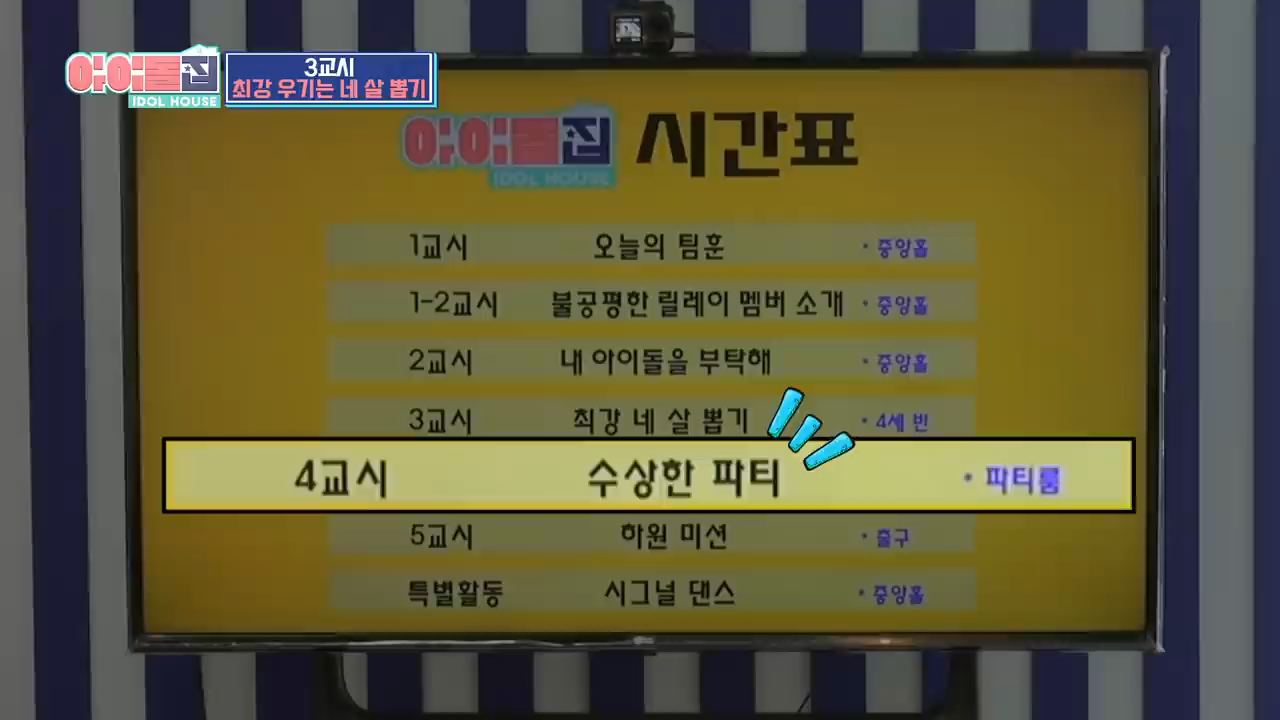 아이돌집
IDOL HOUSE
3교시
최강 우기는 네 살 뽑기
아이돌집 시간표
IDOL HOUSE
1교시 오늘의 팀훈 • 중앙홀
1-2교시 불공평한 릴레이 멤버 소개 • 중앙홀
2교시 내 아이돌을 부탁해 • 중앙홀
3교시 최강 네 살 뽑기 • 4세 반
4교시 수상한 파티 • 파티룸
5교시 하원 미션 • 출구
특별활동 시그널 댄스 • 중앙홀